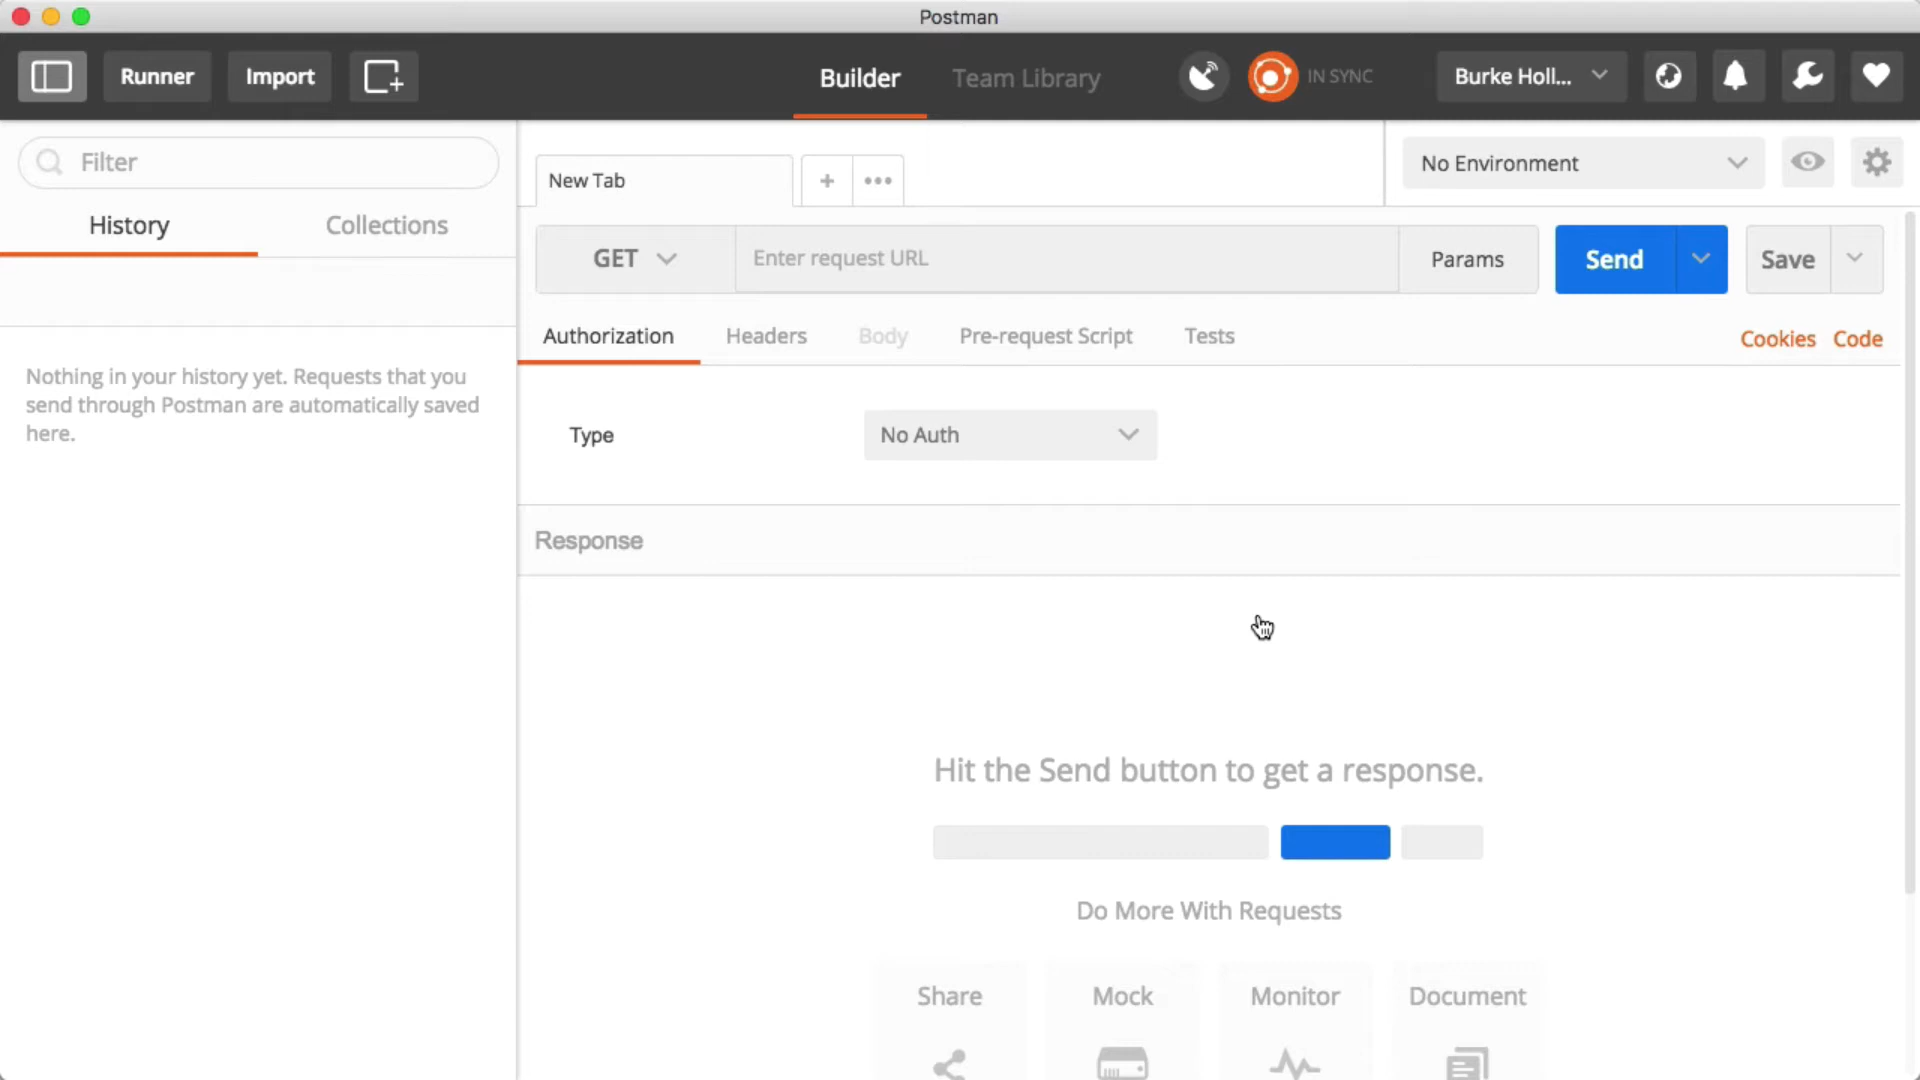 Postman
Runner
Import
Builder
Team Library
IN SYNC
Burke Holl...
Filter
History
Collections
Nothing in your history yet. Requests that you
send through Postman are automatically saved
here.
New Tab
No Environment
GET
Enter request URL
Params
Send
Save
Authorization
Headers
Body
Pre-request Script
Tests
Cookies
Code
Type
No Auth
Response
Hit the Send button to get a response.
Do More With Requests
Share
Mock
Monitor
Document